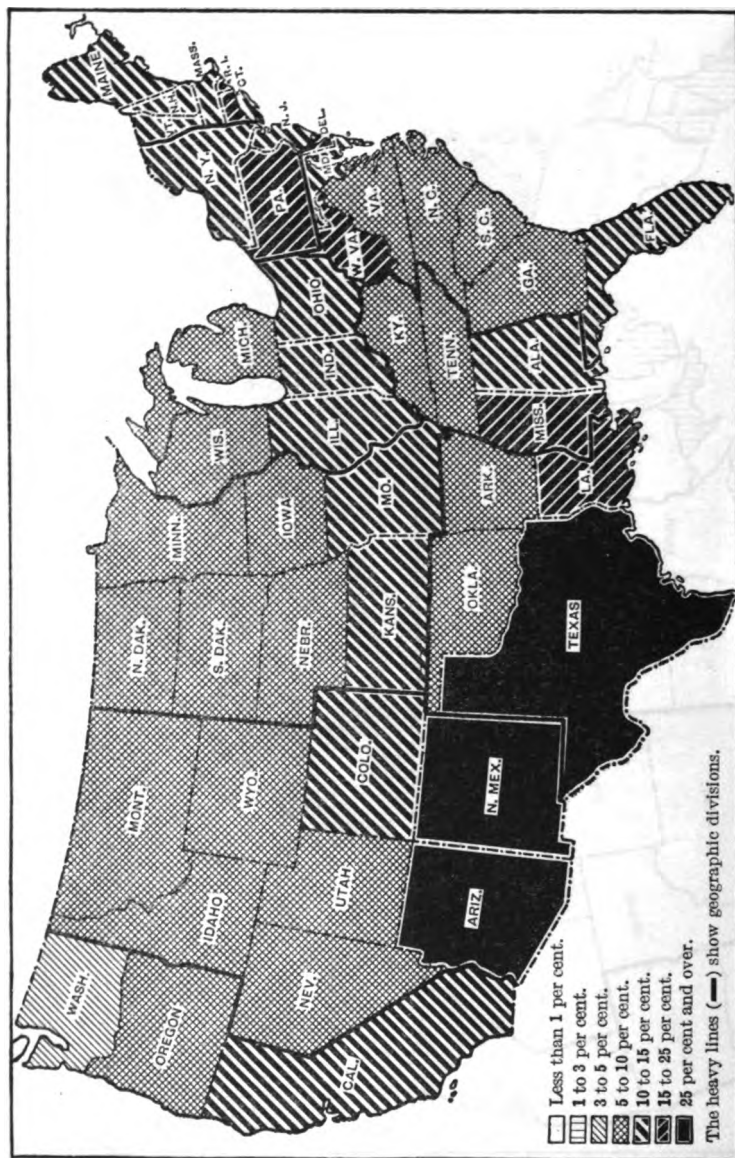 WASH.
OREGON
CAL.
NEV.
IDAHO
MONT.
WYO.
UTAH
COLO.
ARIZ.
N. MEX.
N. DAK.
S. DAK.
NEBR.
KANS.
OKLA.
TEXAS
MINN.
IOWA
MO.
ARK.
LA.
WIS.
MICH.
ILL.
IND.
OHIO
KY.
TENN.
MISS.
ALA.
GA.
FLA.
S. C.
N. C.
VA.
W. VA.
MD.
DEL.
PA.
N. J.
N. Y.
CT.
R. I.
MASS.
VT.
N. H.
MAINE
Less than 1 per cent.
1 to 3 per cent.
3 to 5 per cent.
5 to 10 per cent.
10 to 15 per cent.
15 to 25 per cent.
25 per cent and over.
The heavy lines (━) show geographic divisions.